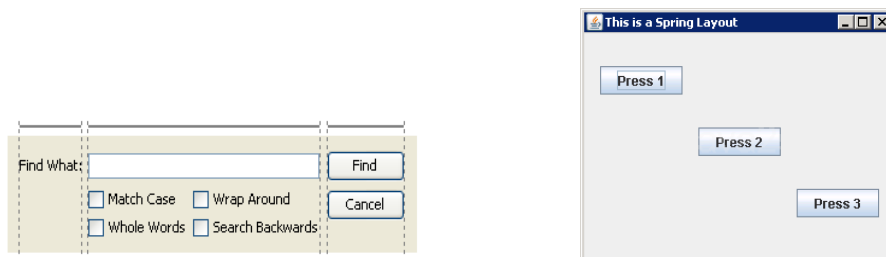 Find What:
Find
Match Case
Wrap Around
Cancel
Whole Words
Search Backwards
This is a Spring Layout
Press 1
Press 2
Press 3